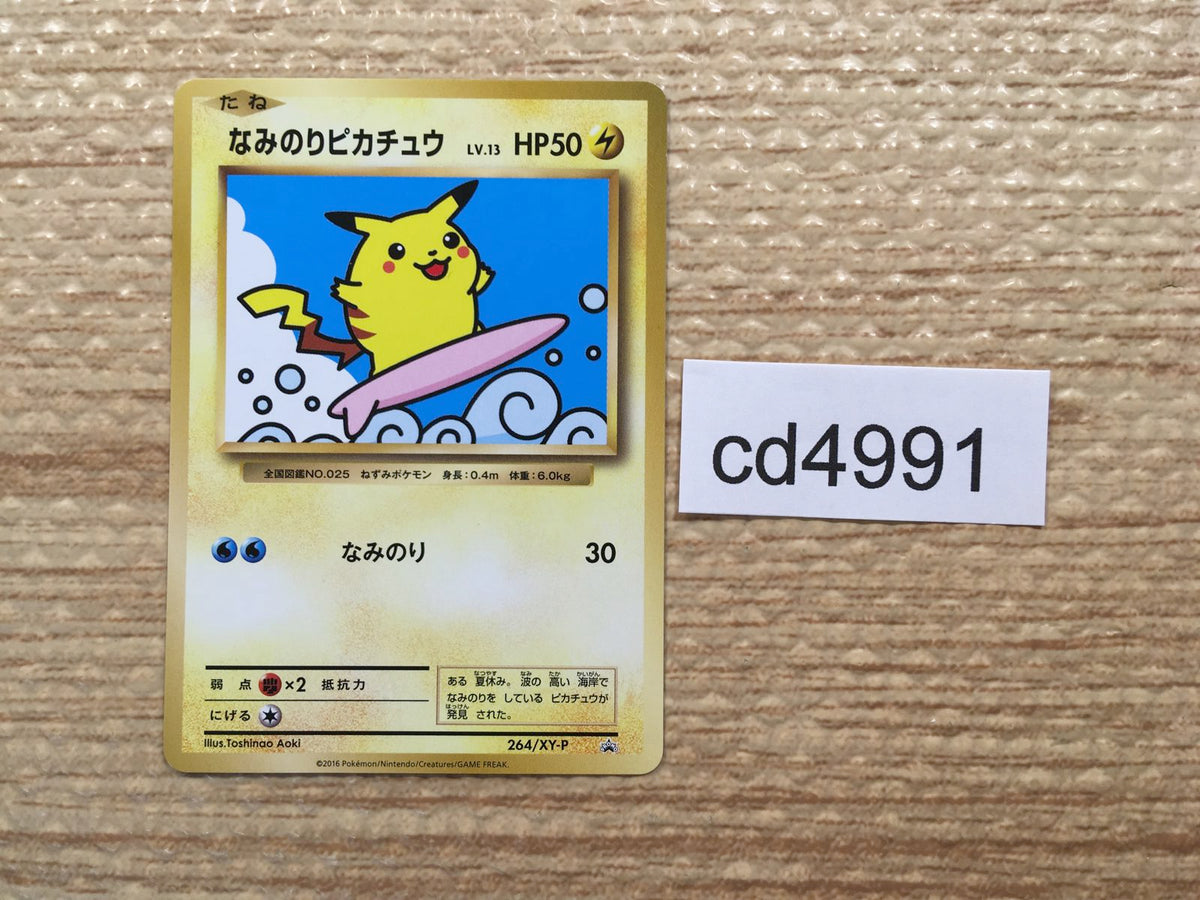 たね
なみのりピカチュウ LV.13 HP50
全国図鑑NO.025 ねずみポケモン 身長:0.4m 体重:6.0kg
なみのり 30
弱点 ×2 抵抗力
にげる
ある 夏休み。波の 高い 海岸で
なみのりを している ピカチュウが
発見 された。
Illus.Toshinao Aoki
264/XY-P
©2016 Pokémon/Nintendo/Creatures/GAME FREAK.
cd4991